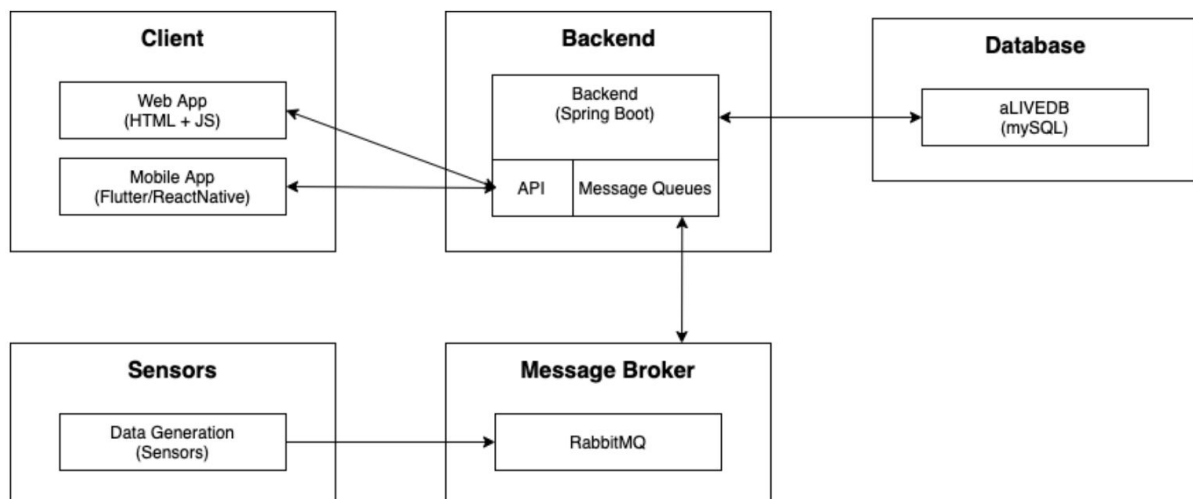 Client
Web App
(HTML + JS)
Mobile App
(Flutter/ReactNative)
Backend
Backend
(Spring Boot)
API
Message Queues
Database
aLIVEDB
(mySQL)
Sensors
Data Generation
(Sensors)
Message Broker
RabbitMQ